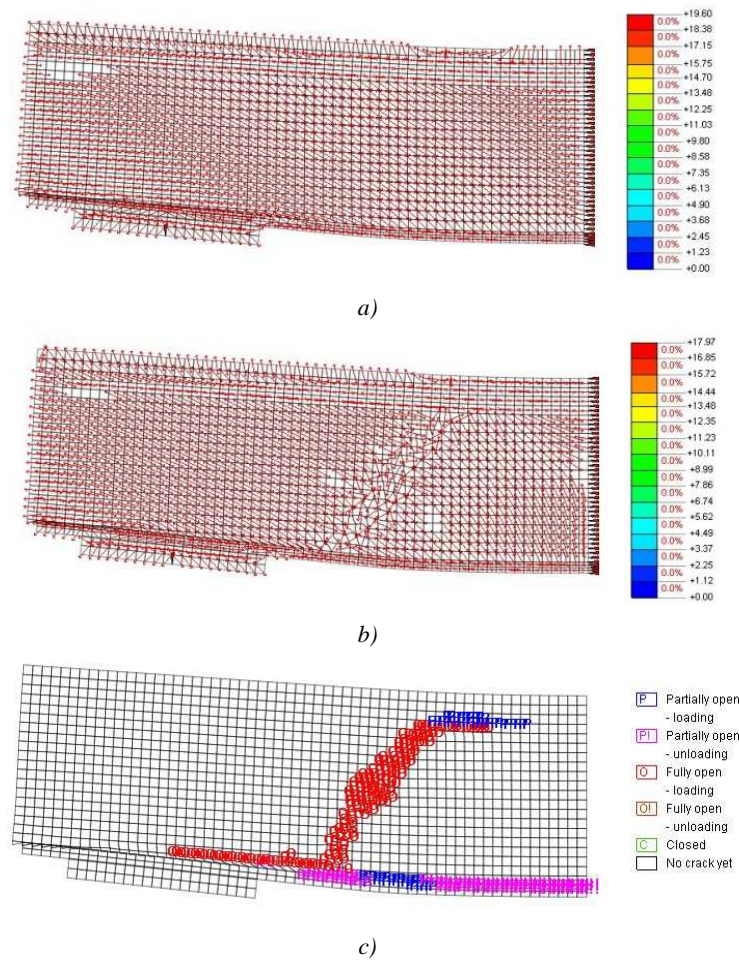 +19.60
0.0% +18.38
0.0% +17.15
0.0% +15.75
0.0% +14.70
0.0% +13.48
0.0% +12.25
0.0% +11.03
0.0% +9.80
0.0% +8.58
0.0% +7.35
0.0% +6.13
0.0% +4.90
0.0% +3.68
0.0% +2.45
0.0% +1.23
0.0% +0.00
a)
+17.97
0.0% +16.85
0.0% +15.72
0.0% +14.44
0.0% +13.48
0.0% +12.35
0.0% +11.23
0.0% +10.11
0.0% +8.99
0.0% +7.86
0.0% +6.74
0.0% +5.62
0.0% +4.49
0.0% +3.37
0.0% +2.25
0.0% +1.12
0.0% +0.00
b)
P Partially open
- loading
P! Partially open
- unloading
O Fully open
- loading
O! Fully open
- unloading
C Closed
No crack yet
c)